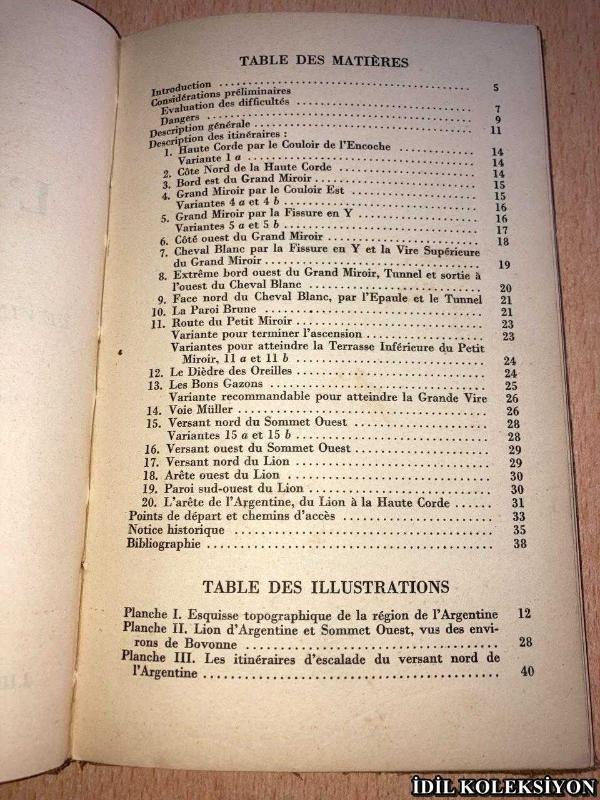 TABLE DES MATIÈRES
Introduction . . . . . . . . . . 5
Considérations préliminaires
Evaluation des difficultés . . . . . . . . . . 7
Dangers . . . . . . . . . . 9
Description générale . . . . . . . . . . 11
Description des itinéraires :
1. Haute Corde par le Couloir de l'Encoche . . . . . 14
Variante 1 a . . . . . . . . . . 14
2. Côte Nord de la Haute Corde . . . . . . . . . . 14
3. Bord est du Grand Miroir . . . . . . . . . . 15
4. Grand Miroir par le Couloir Est . . . . . . . . . . 15
Variantes 4 a et 4 b . . . . . . . . . . 16
5. Grand Miroir par la Fissure en Y . . . . . . . . . . 16
Variantes 5 a et 5 b . . . . . . . . . . 17
6. Côté ouest du Grand Miroir . . . . . . . . . . 18
7. Cheval Blanc par la Fissure en Y et la Vire Supérieure
du Grand Miroir . . . . . . . . . . 19
8. Extrême bord ouest du Grand Miroir, Tunnel et sortie à
l'ouest du Cheval Blanc . . . . . . . . . . 20
9. Face nord du Cheval Blanc, par l'Epaule et le Tunnel 21
10. La Paroi Brune . . . . . . . . . . 21
11. Route du Petit Miroir . . . . . . . . . . 23
Variante pour terminer l'ascension . . . . . . . . . . 23
Variantes pour atteindre la Terrasse Inférieure du Petit
Miroir, 11 a et 11 b . . . . . . . . . . 24
12. Le Dièdre des Oreilles . . . . . . . . . . 24
13. Les Bons Gazons . . . . . . . . . . 25
Variante recommandable pour atteindre la Grande Vire 26
14. Voie Müller . . . . . . . . . . 26
15. Versant nord du Sommet Ouest . . . . . . . . . . 28
Variantes 15 a et 15 b . . . . . . . . . . 28
16. Versant ouest du Sommet Ouest . . . . . . . . . . 29
17. Versant nord du Lion . . . . . . . . . . 29
18. Arête ouest du Lion . . . . . . . . . . 30
19. Paroi sud-ouest du Lion . . . . . . . . . . 30
20. L'arête de l'Argentine, du Lion à la Haute Corde . . . . . 31
Points de départ et chemins d'accès . . . . . . . . . . 33
Notice historique . . . . . . . . . . 35
Bibliographie . . . . . . . . . . 38
TABLE DES ILLUSTRATIONS
Planche I. Esquisse topographique de la région de l'Argentine 12
Planche II. Lion d'Argentine et Sommet Ouest, vus des envi-
rons de Bovonne . . . . . . . . . . 28
Planche III. Les itinéraires d'escalade du versant nord de
l'Argentine . . . . . . . . . . 40
İDİL KOLEKSİYON